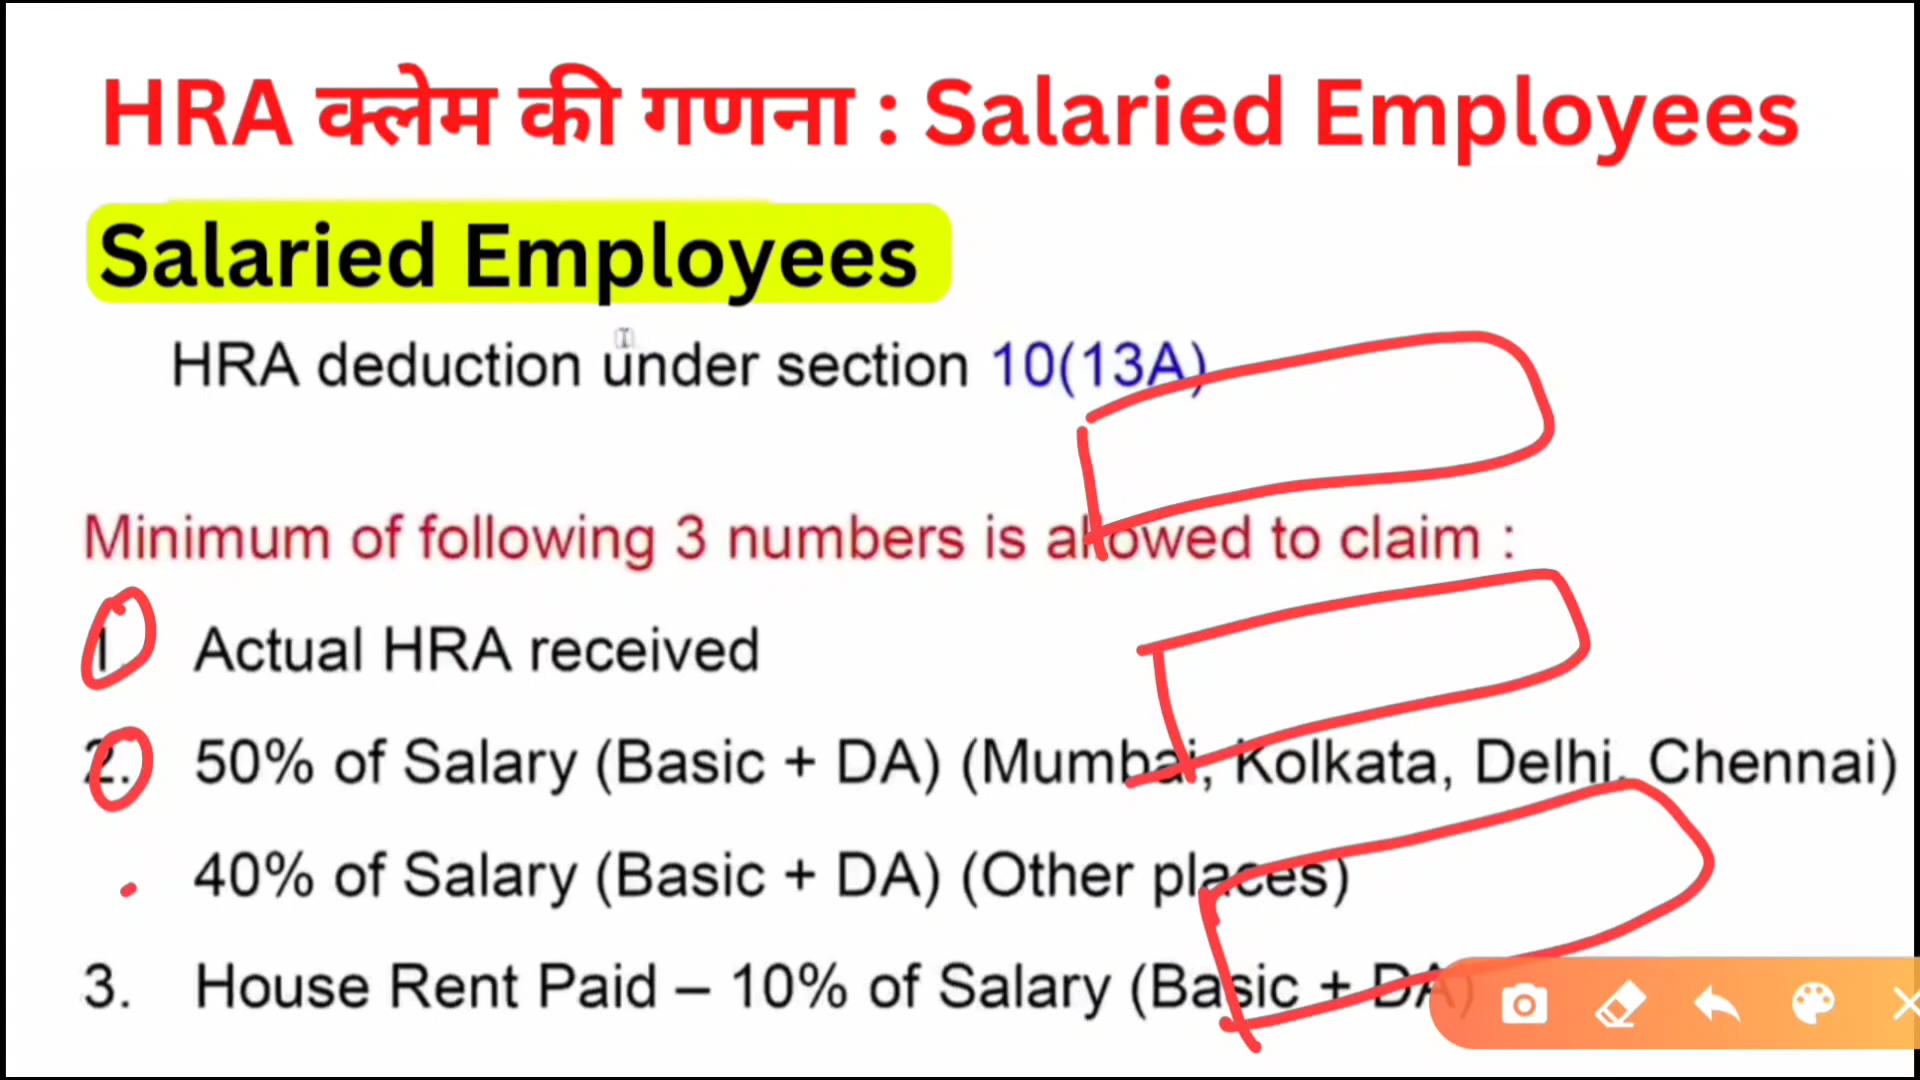 HRA क्लेम की गणना : Salaried Employees
Salaried Employees
HRA deduction under section 10(13A)
Minimum of following 3 numbers is allowed to claim :
1. Actual HRA received
2. 50% of Salary (Basic + DA) (Mumbai, Kolkata, Delhi, Chennai)
40% of Salary (Basic + DA) (Other places)
3. House Rent Paid – 10% of Salary (Basic + DA)